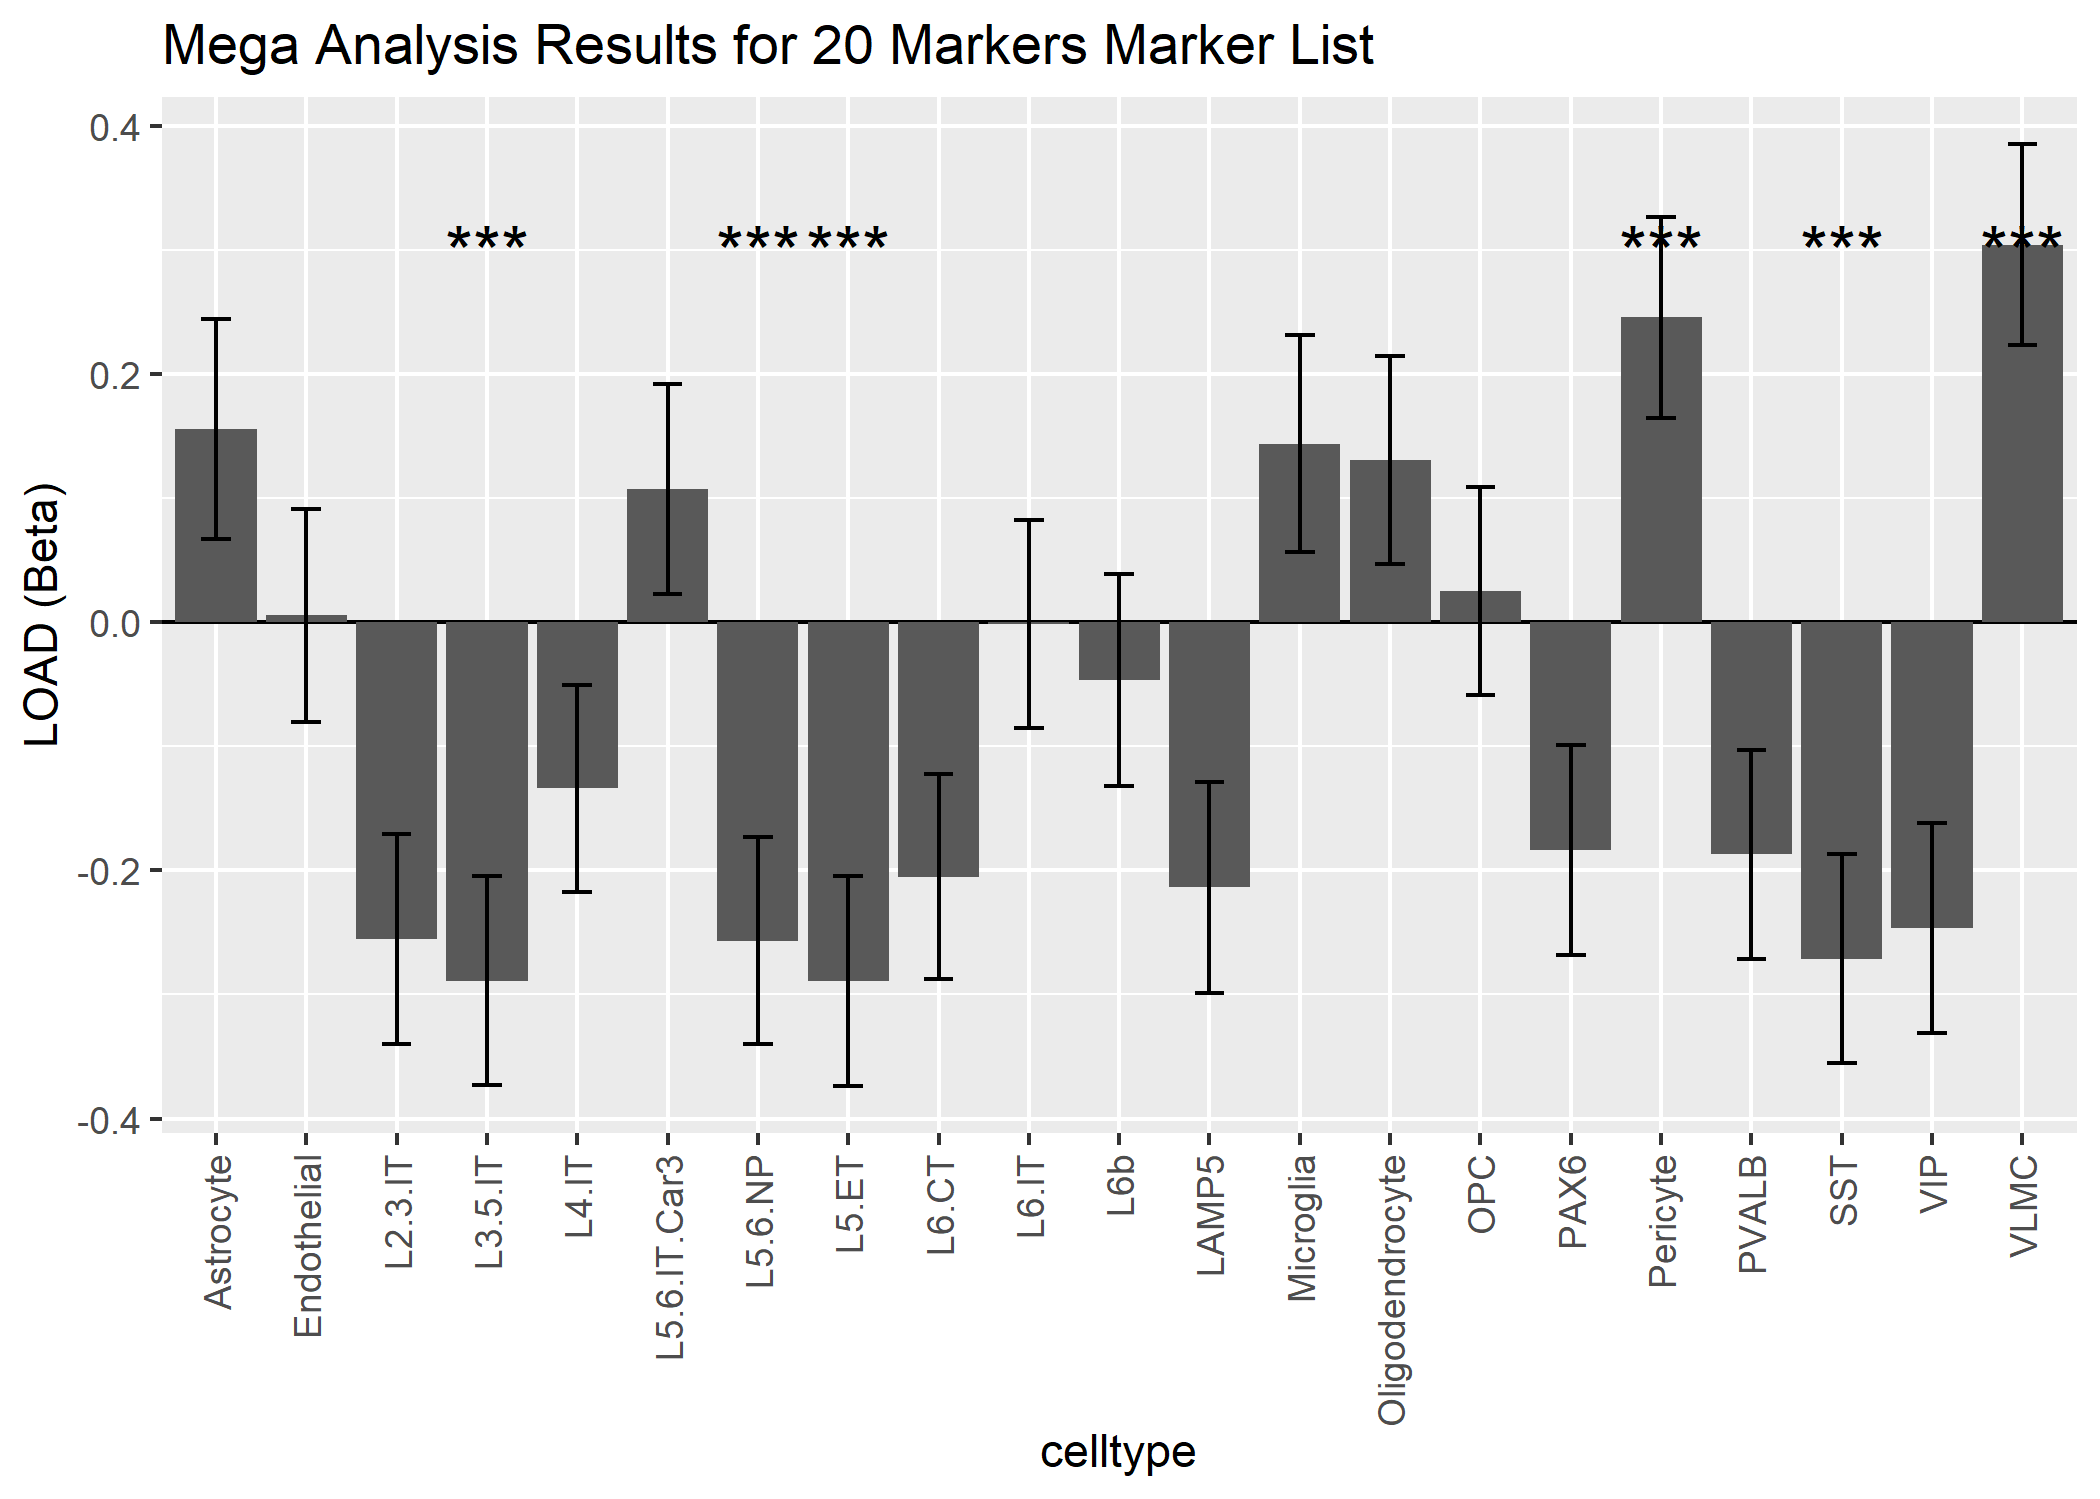 Mega Analysis Results for 20 Markers Marker List
LOAD (Beta)
0.4
0.2
0.0
-0.2
-0.4
*** *** *** *** *** ***
Astrocyte
Endothelial
L2.3.IT
L3.5.IT
L4.IT
L5.6.IT.Car3
L5.6.NP
L5.ET
L6.CT
L6.IT
L6b
LAMP5
Microglia
Oligodendrocyte
OPC
PAX6
Pericyte
PVALB
SST
VIP
VLMC
celltype